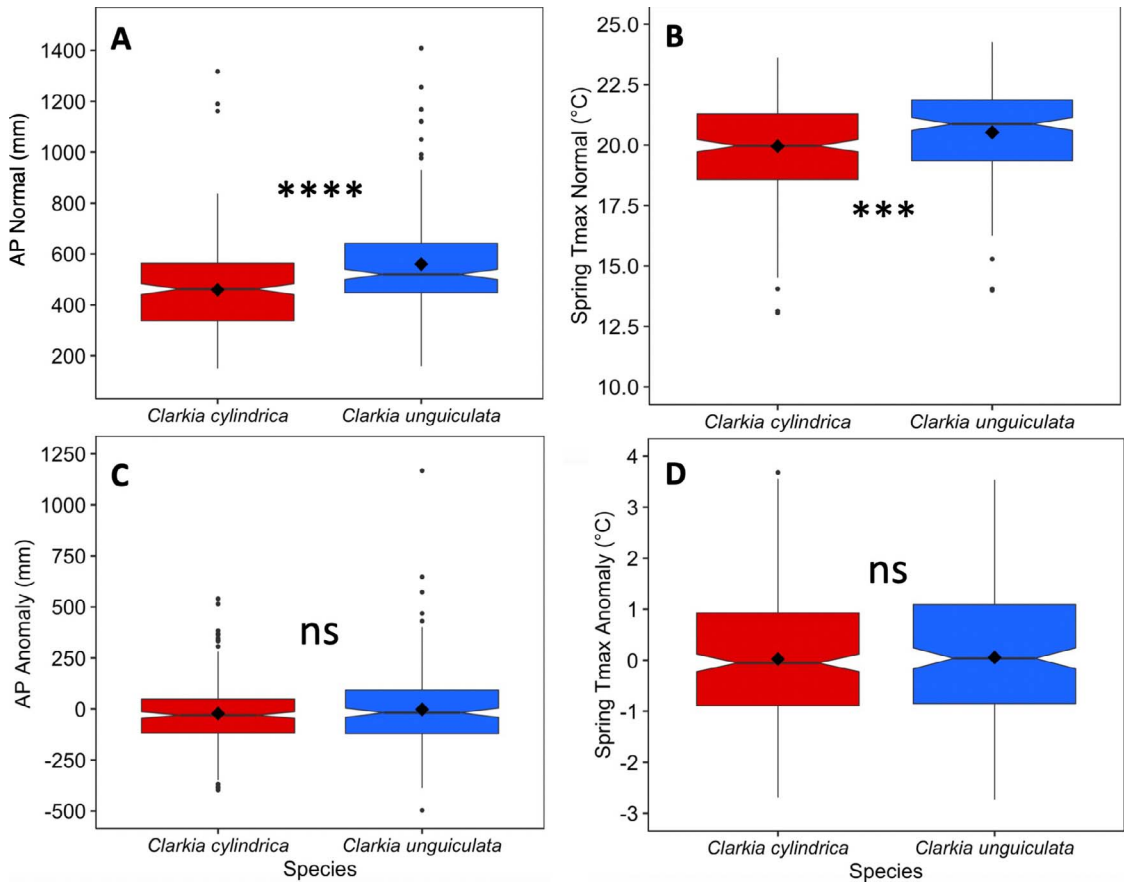 A
AP Normal (mm)
1400
1200
1000
800
600
400
200
****
Clarkia cylindrica
Clarkia unguiculata
B
Spring Tmax Normal (°C)
25.0
22.5
20.0
17.5
15.0
12.5
10.0
***
Clarkia cylindrica
Clarkia unguiculata
C
AP Anomaly (mm)
1250
1000
750
500
250
0
-250
-500
ns
Clarkia cylindrica
Clarkia unguiculata
Species
D
Spring Tmax Anomaly (°C)
4
3
2
1
0
-1
-2
-3
ns
Clarkia cylindrica
Clarkia unguiculata
Species